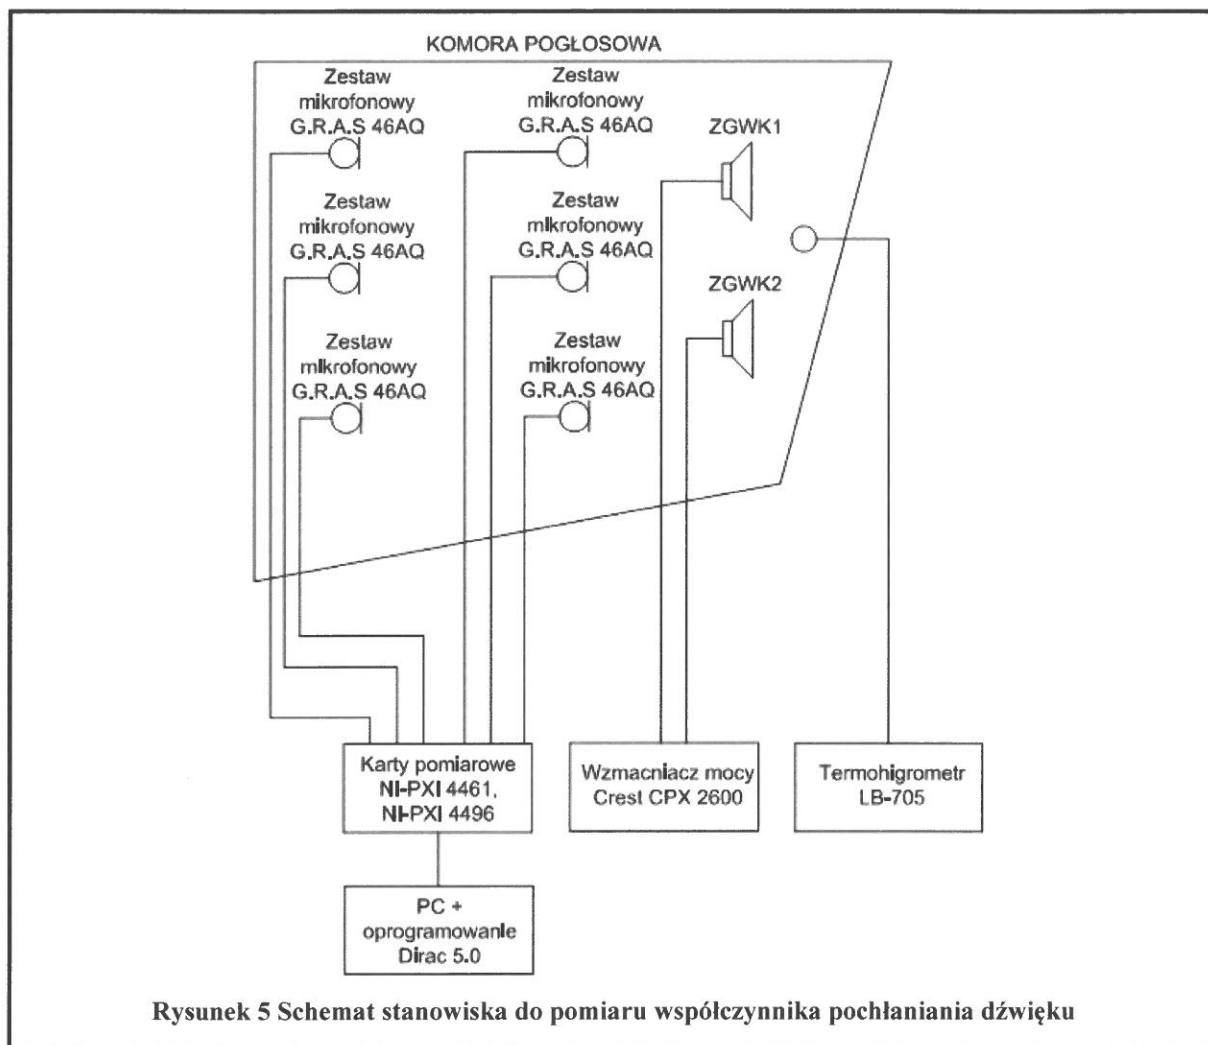 KOMORA POGŁOSOWA
Zestaw
mikrofonowy
G.R.A.S 46AQ
Zestaw
mikrofonowy
G.R.A.S 46AQ
ZGWK1
Zestaw
mikrofonowy
G.R.A.S 46AQ
Zestaw
mikrofonowy
G.R.A.S 46AQ
ZGWK2
Zestaw
mikrofonowy
G.R.A.S 46AQ
Zestaw
mikrofonowy
G.R.A.S 46AQ
Karty pomiarowe
NI-PXI 4461,
NI-PXI 4496
Wzmacniacz mocy
Crest CPX 2600
Termohigrometr
LB-705
PC +
oprogramowanie
Dirac 5.0
Rysunek 5 Schemat stanowiska do pomiaru współczynnika pochłaniania dźwięku